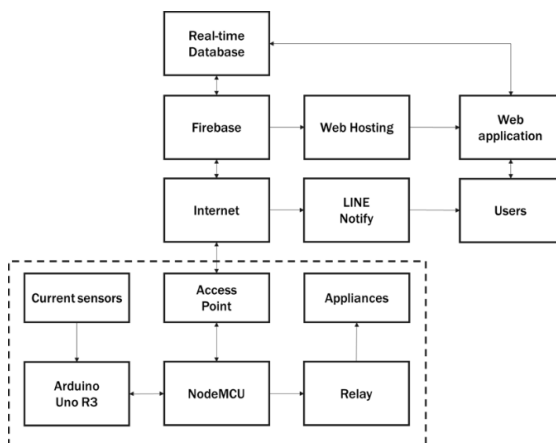 Real-time
Database
Firebase
Web Hosting
Web
application
Internet
LINE
Notify
Users
Current sensors
Access
Point
Appliances
Arduino
Uno R3
NodeMCU
Relay